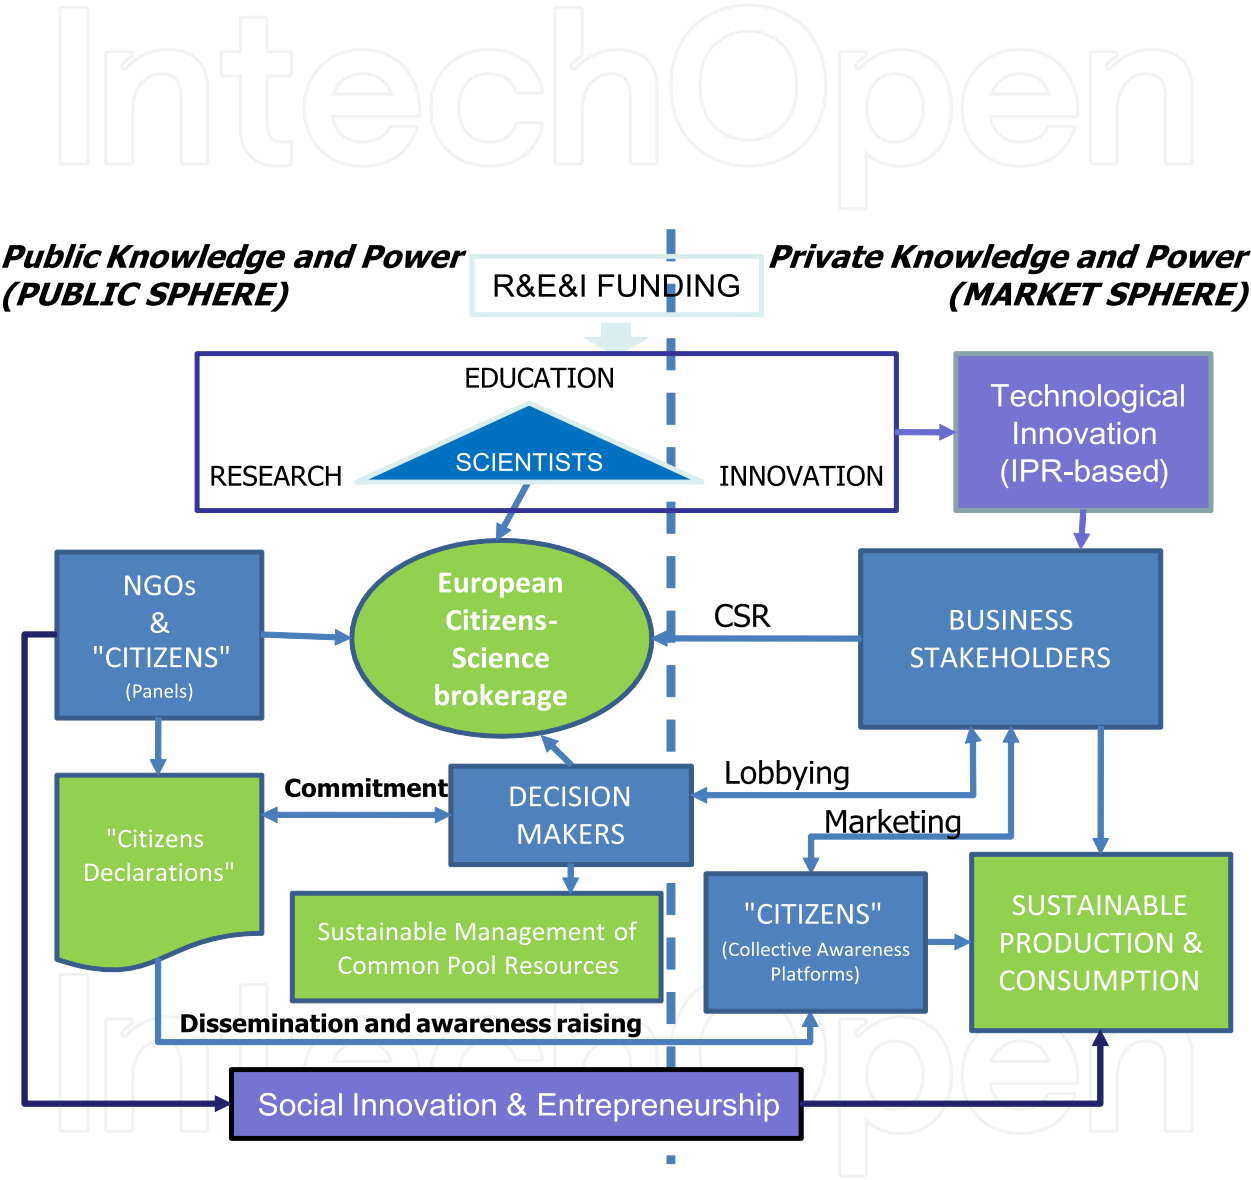 IntechOpen
Public Knowledge and Power
(PUBLIC SPHERE)
Private Knowledge and Power
(MARKET SPHERE)
R&E&I FUNDING
EDUCATION
RESEARCH
SCIENTISTS
INNOVATION
Technological
Innovation
(IPR-based)
NGOs
&
"CITIZENS"
(Panels)
European
Citizens-
Science
brokerage
CSR
BUSINESS
STAKEHOLDERS
Commitment
DECISION
MAKERS
Lobbying
Marketing
"Citizens
Declarations"
Sustainable Management of
Common Pool Resources
"CITIZENS"
(Collective Awareness
Platforms)
SUSTAINABLE
PRODUCTION &
CONSUMPTION
Dissemination and awareness raising
IntechOpen
Social Innovation & Entrepreneurship